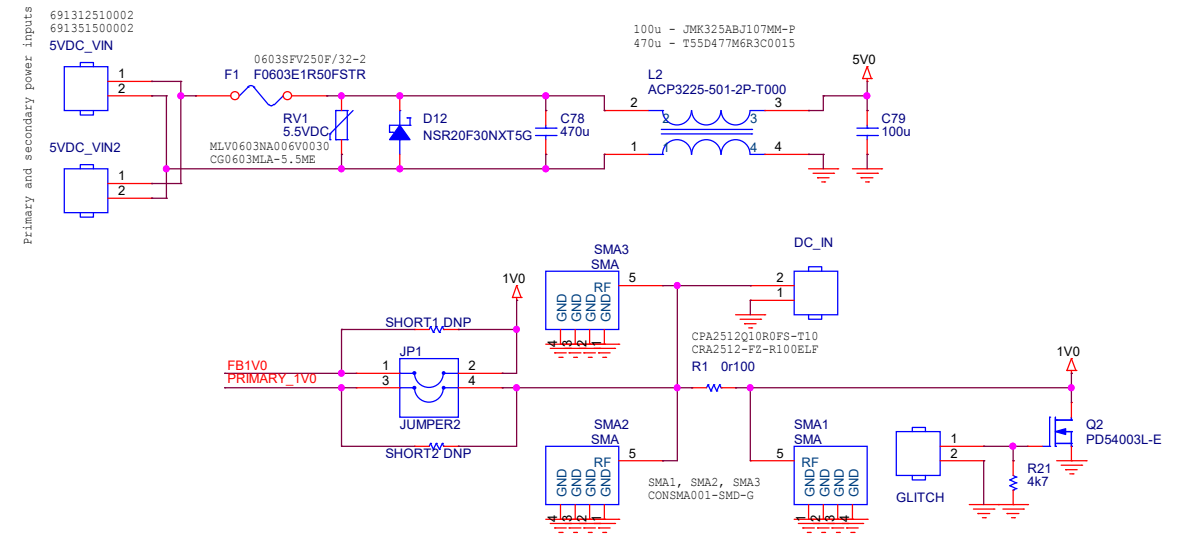 Primary and secondary power inputs
691312510002
691351500002
5VDC_VIN
1
2
5VDC_VIN2
1
2
0603SFV250F/32-2
F1 F0603E1R50FSTR
RV1
5.5VDC
MLV0603NA006V0030
CG0603MLA-5.5ME
D12
NSR20F30NXT5G
C78
470u
100u - JMK325ABJ107MM-P
470u - T55D477M6R3C0015
L2
ACP3225-501-2P-T000
2
2
3
3
1
1
4
4
5V0
C79
100u
FB1V0
PRIMARY_1V0
SHORT1 DNP
JP1
1
2
3
4
JUMPER2
SHORT2 DNP
1V0
SMA3
SMA
5
RF
GND
GND
GND
GND
4
3
2
1
DC_IN
2
1
CPA2512Q10R0FS-T10
CRA2512-FZ-R100ELF
R1 0r100
SMA2
SMA
5
RF
GND
GND
GND
GND
4
3
2
1
SMA1, SMA2, SMA3
CONSMA001-SMD-G
SMA1
SMA
5
RF
GND
GND
GND
GND
1
2
3
4
GLITCH
1
2
R21
4k7
1V0
Q2
PD54003L-E